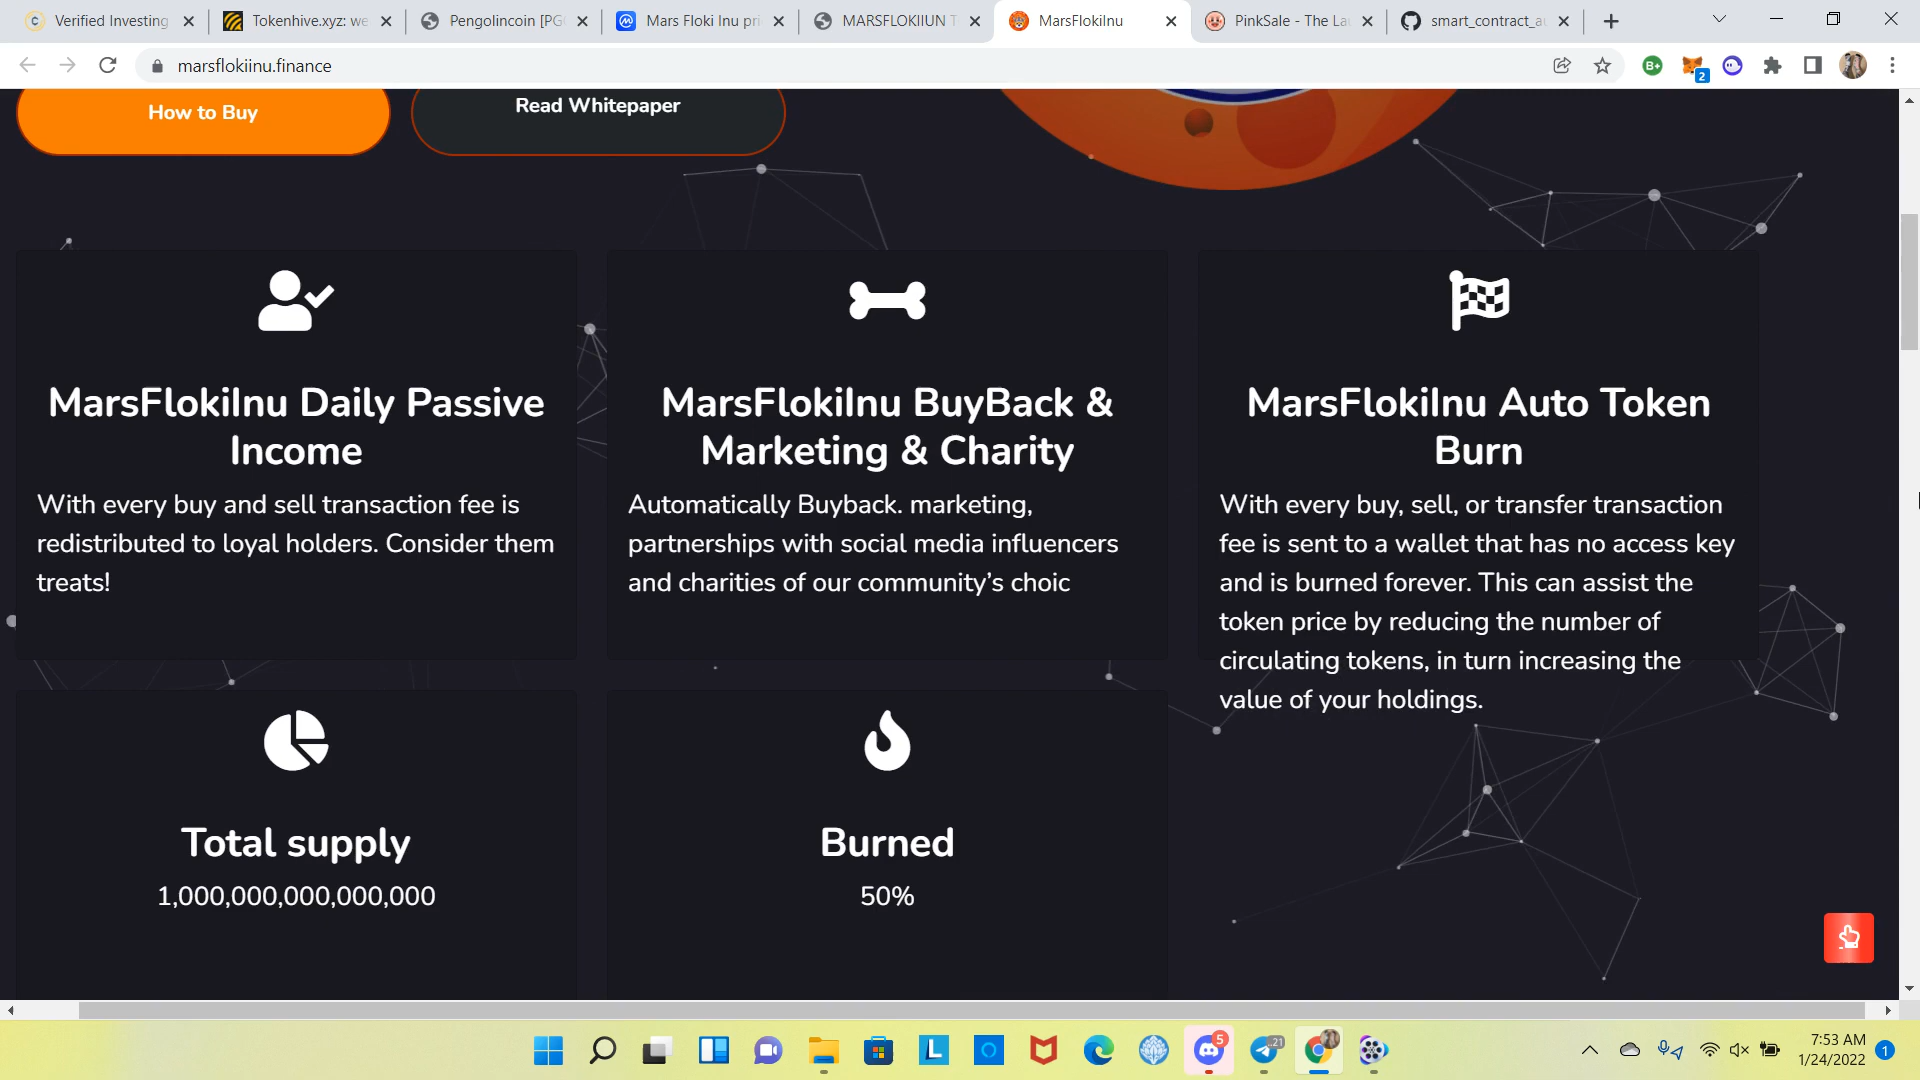 Verified Investing
Tokenhive.xyz: we
Pengolincoin [PG
Mars Floki Inu pri
MARSFLOKIIUN T
MarsFlokiInu
PinkSale - The La
smart_contract_a
marsflokiinu.finance
B+
2
How to Buy
Read Whitepaper
MarsFlokiInu Daily Passive
Income
With every buy and sell transaction fee is
redistributed to loyal holders. Consider them
treats!
MarsFlokiInu BuyBack &
Marketing & Charity
Automatically Buyback. marketing,
partnerships with social media influencers
and charities of our community’s choic
MarsFlokiInu Auto Token
Burn
With every buy, sell, or transfer transaction
fee is sent to a wallet that has no access key
and is burned forever. This can assist the
token price by reducing the number of
circulating tokens, in turn increasing the
value of your holdings.
Total supply
1,000,000,000,000,000
Burned
50%
L
5
21
7:53 AM
1/24/2022
1